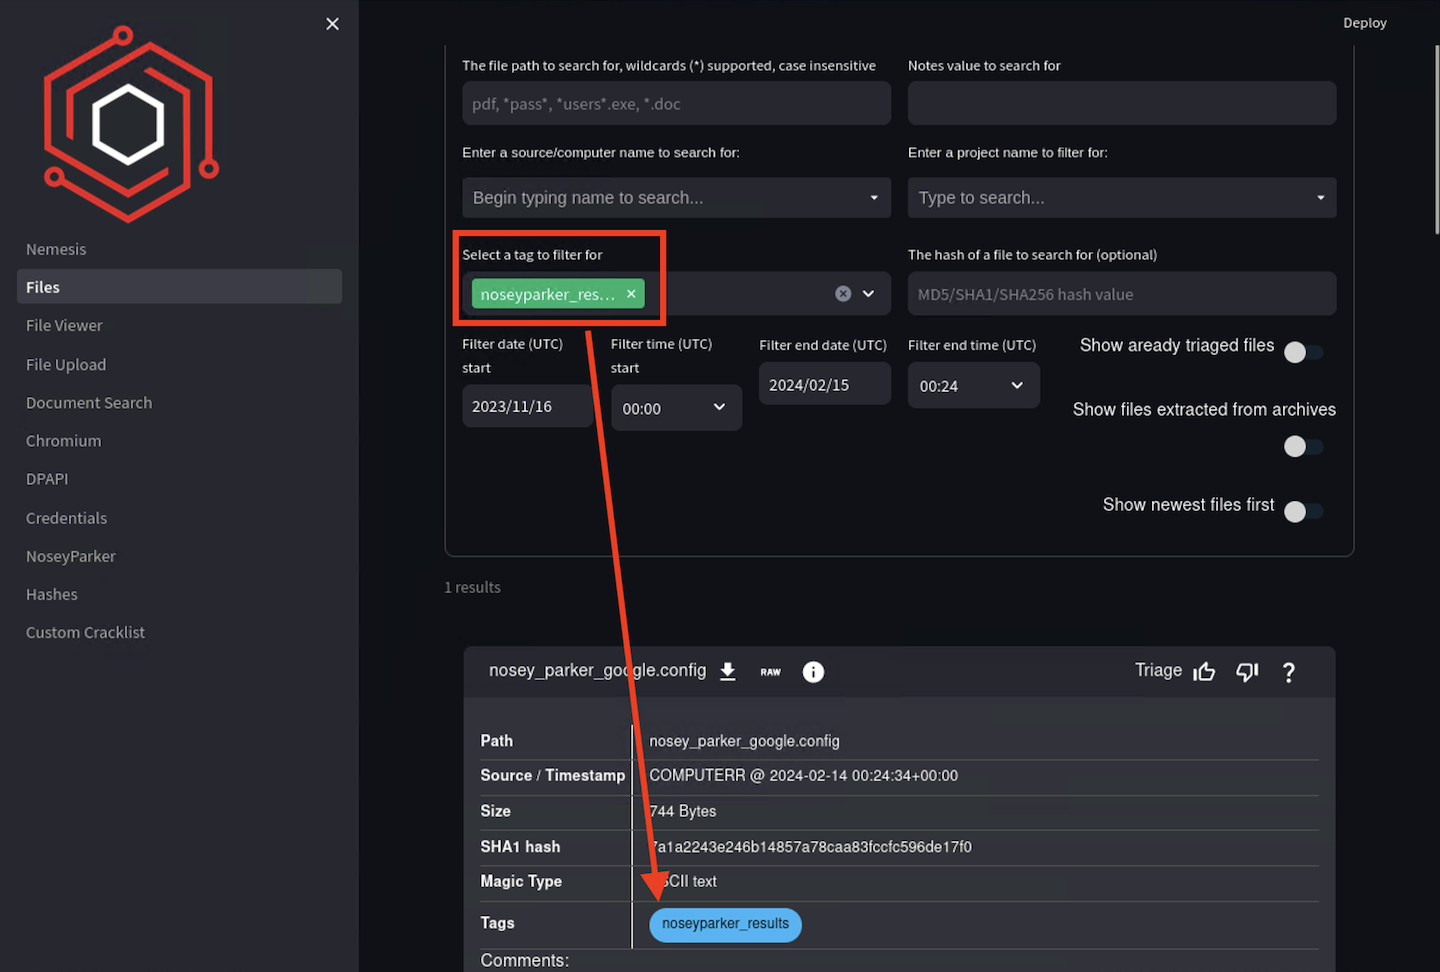 Deploy
Nemesis
Files
File Viewer
File Upload
Document Search
Chromium
DPAPI
Credentials
NoseyParker
Hashes
Custom Cracklist
The file path to search for, wildcards (*) supported, case insensitive
pdf, *pass*, *users*.exe, *.doc
Notes value to search for
Enter a source/computer name to search for:
Begin typing name to search...
Enter a project name to filter for:
Type to search...
Select a tag to filter for
noseyparker_res...
The hash of a file to search for (optional)
MD5/SHA1/SHA256 hash value
Filter date (UTC)
start
2023/11/16
Filter time (UTC)
start
00:00
Filter end date (UTC)
2024/02/15
Filter end time (UTC)
00:24
Show aready triaged files
Show files extracted from archives
Show newest files first
1 results
nosey_parker_google.config RAW
Triage ?
Path nosey_parker_google.config
Source / Timestamp COMPUTERR @ 2024-02-14 00:24:34+00:00
Size 744 Bytes
SHA1 hash 7a1a2243e246b14857a78caa83fccfc596de17f0
Magic Type ASCII text
Tags noseyparker_results
Comments: